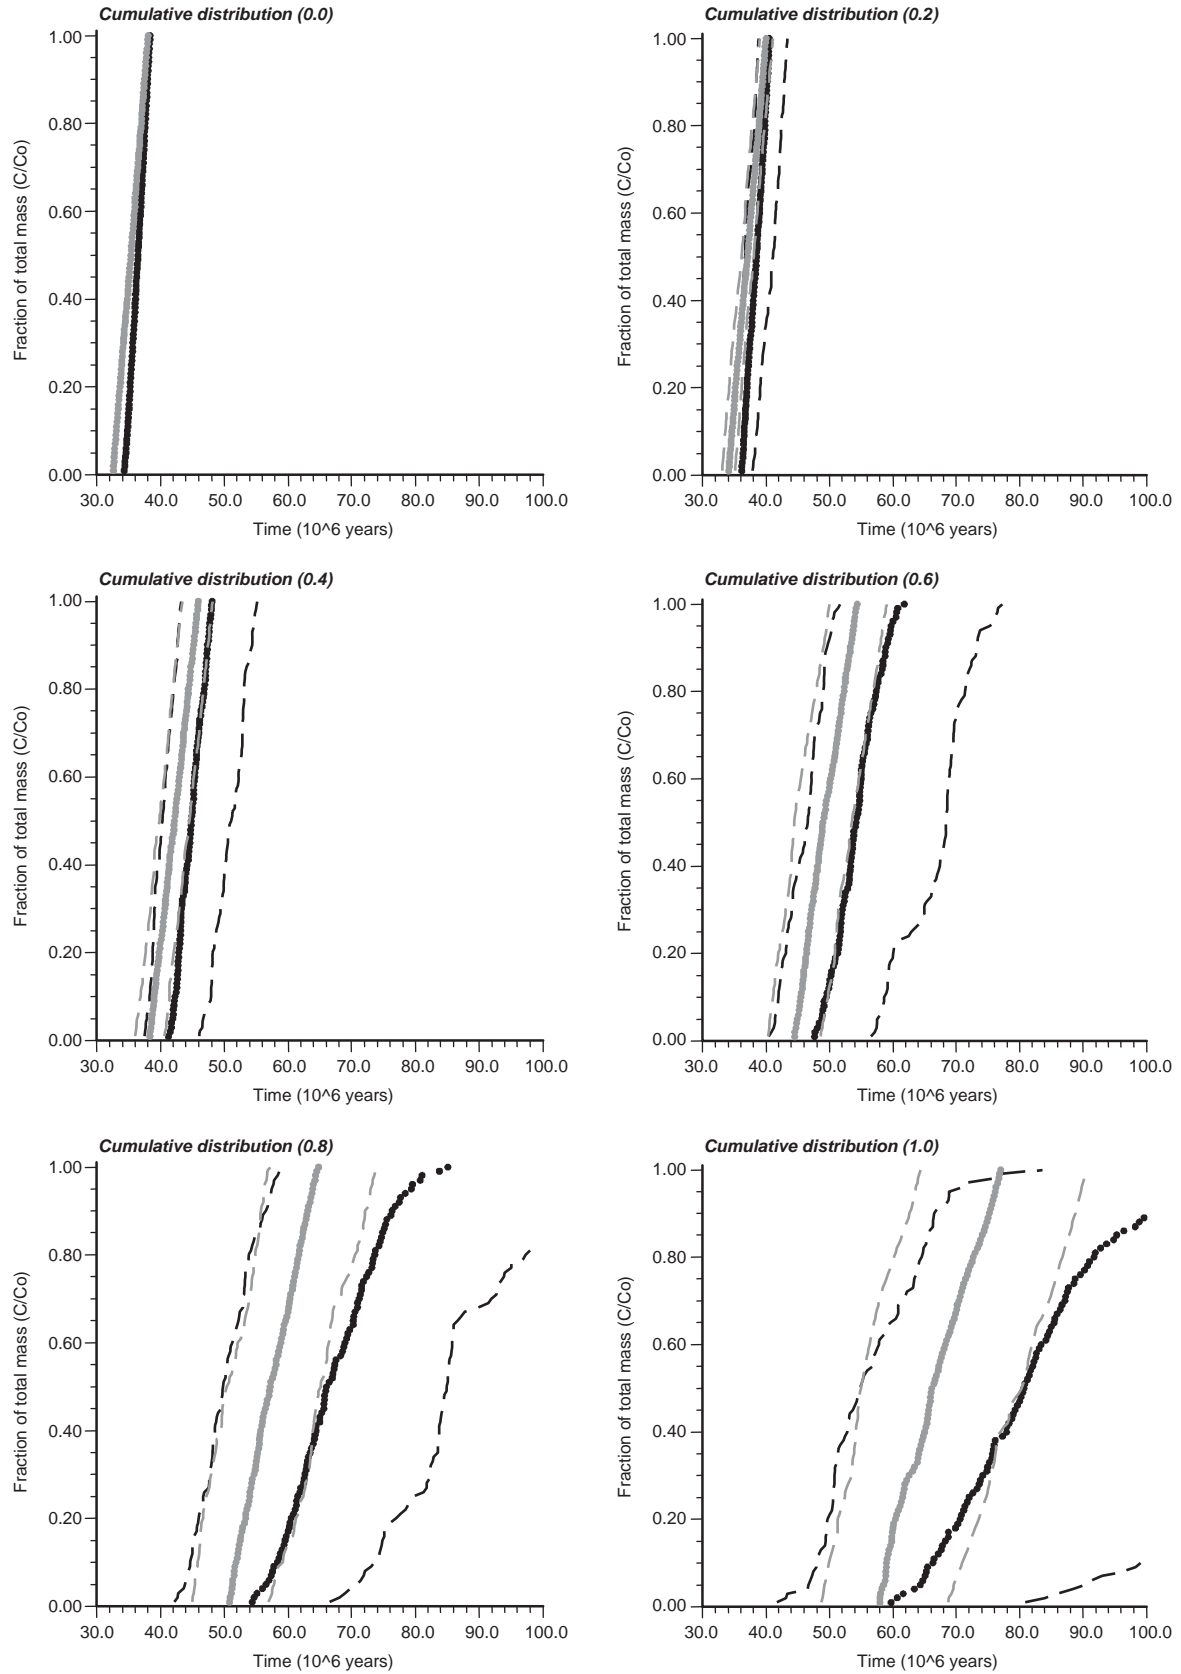 Cumulative distribution (0.0)
Fraction of total mass (C/Co)
1.00
0.80
0.60
0.40
0.20
0.00
30.0 40.0 50.0 60.0 70.0 80.0 90.0 100.0
Time (10^6 years)
Cumulative distribution (0.2)
Fraction of total mass (C/Co)
1.00
0.80
0.60
0.40
0.20
0.00
30.0 40.0 50.0 60.0 70.0 80.0 90.0 100.0
Time (10^6 years)
Cumulative distribution (0.4)
Fraction of total mass (C/Co)
1.00
0.80
0.60
0.40
0.20
0.00
30.0 40.0 50.0 60.0 70.0 80.0 90.0 100.0
Time (10^6 years)
Cumulative distribution (0.6)
Fraction of total mass (C/Co)
1.00
0.80
0.60
0.40
0.20
0.00
30.0 40.0 50.0 60.0 70.0 80.0 90.0 100.0
Time (10^6 years)
Cumulative distribution (0.8)
Fraction of total mass (C/Co)
1.00
0.80
0.60
0.40
0.20
0.00
30.0 40.0 50.0 60.0 70.0 80.0 90.0 100.0
Time (10^6 years)
Cumulative distribution (1.0)
Fraction of total mass (C/Co)
1.00
0.80
0.60
0.40
0.20
0.00
30.0 40.0 50.0 60.0 70.0 80.0 90.0 100.0
Time (10^6 years)